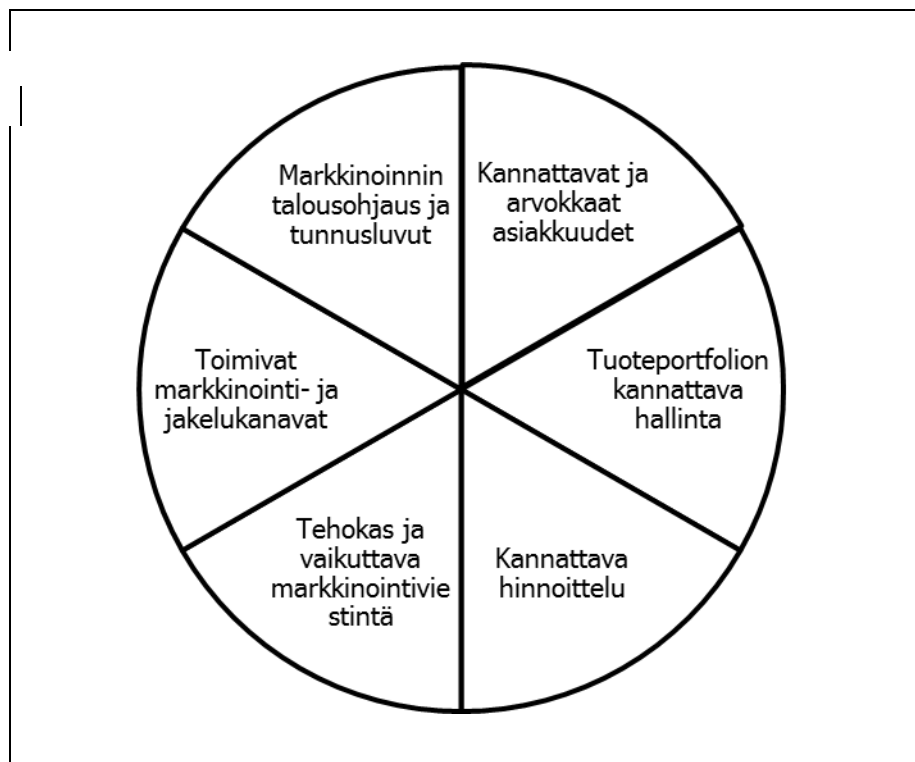 Markkinoinnin
talousohjaus ja
tunnusluvut
Kannattavat ja
arvokkaat
asiakkuudet
Toimivat
markkinointi- ja
jakelukanavat
Tuoteportfolion
kannattava
hallinta
Tehokas ja
vaikuttava
markkinointivie
stintä
Kannattava
hinnoittelu